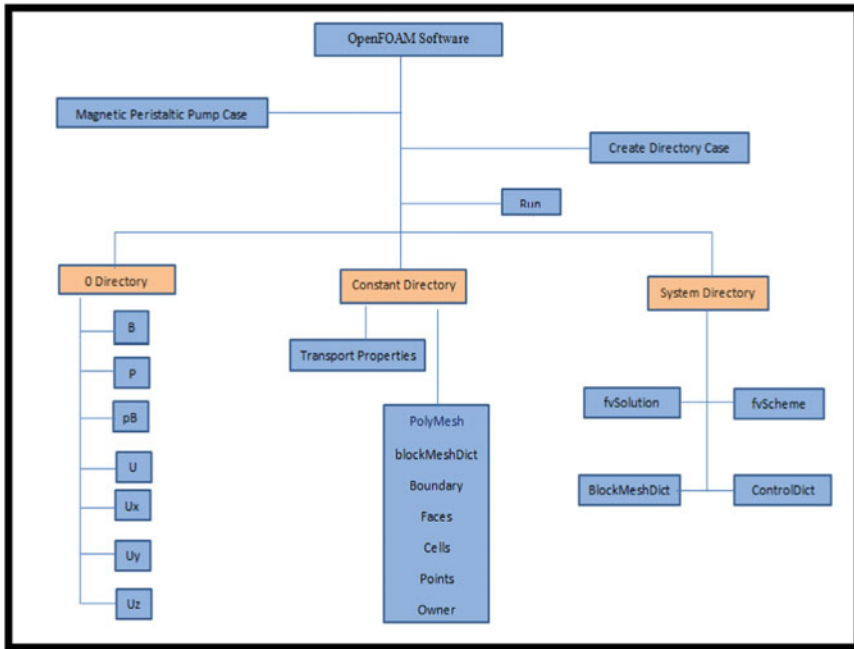 OpenFOAM Software
Magnetic Peristaltic Pump Case
Create Directory Case
Run
0 Directory
B
P
pB
U
Ux
Uy
Uz
Constant Directory
Transport Properties
PolyMesh
blockMeshDict
Boundary
Faces
Cells
Points
Owner
System Directory
fvSolution
fvScheme
BlockMeshDict
ControlDict